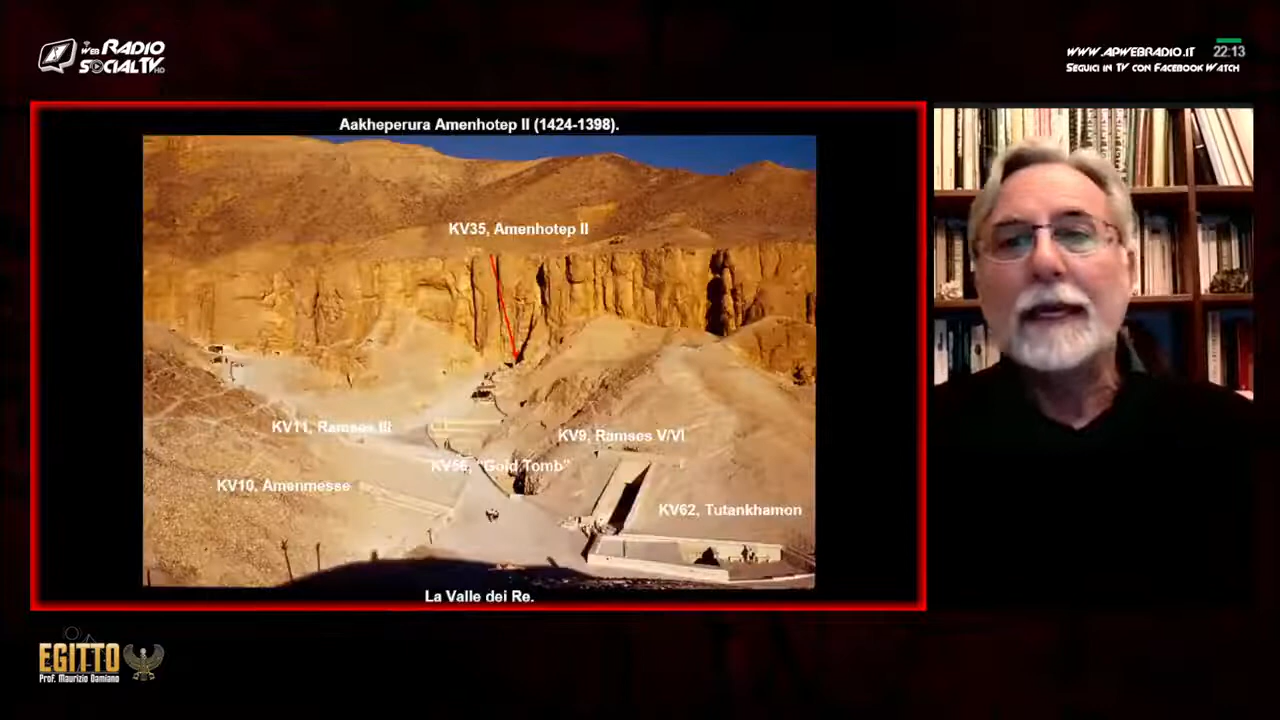 WEB RADIO
SOCIALTV HD
WWW.APWEBRADIO.IT
22:13
SEGUICI IN TV CON FACEBOOK WATCH
Aakheperura Amenhotep II (1424-1398).
KV35, Amenhotep II
KV11, Ramses III
KV9, Ramses V/VI
KV55, "Gold Tomb"
KV10, Amenmesse
KV62, Tutankhamon
La Valle dei Re.
EGITTO
Prof. Maurizio Damiano